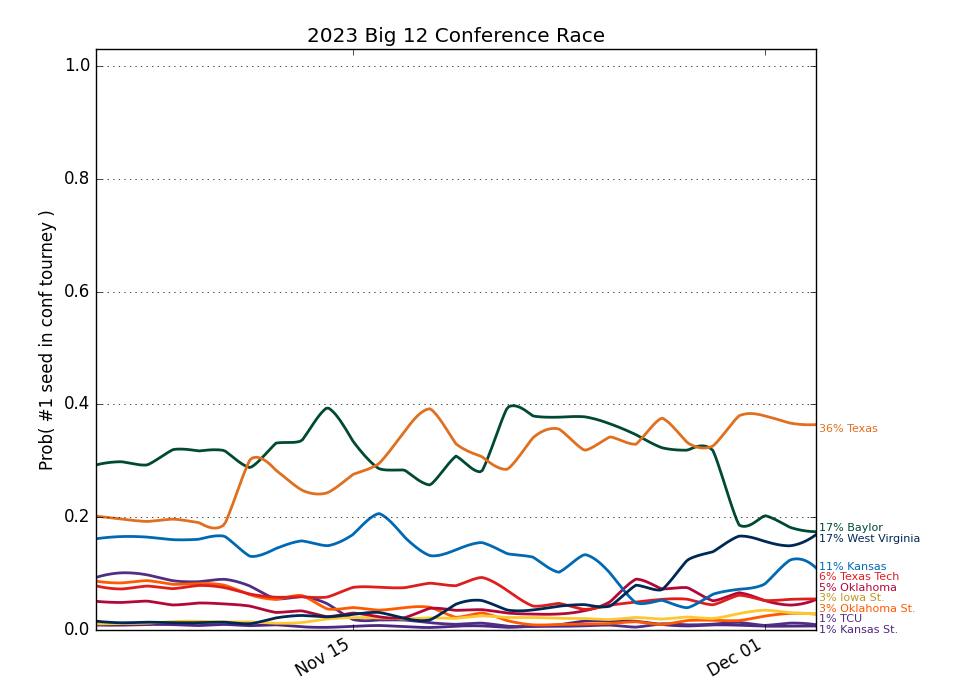 2023 Big 12 Conference Race
Prob( #1 seed in conf tourney )
1.0
0.8
0.6
0.4
0.2
0.0
Nov 15
Dec 01
36% Texas
17% Baylor
17% West Virginia
11% Kansas
6% Texas Tech
5% Oklahoma
3% Iowa St.
3% Oklahoma St.
1% TCU
1% Kansas St.